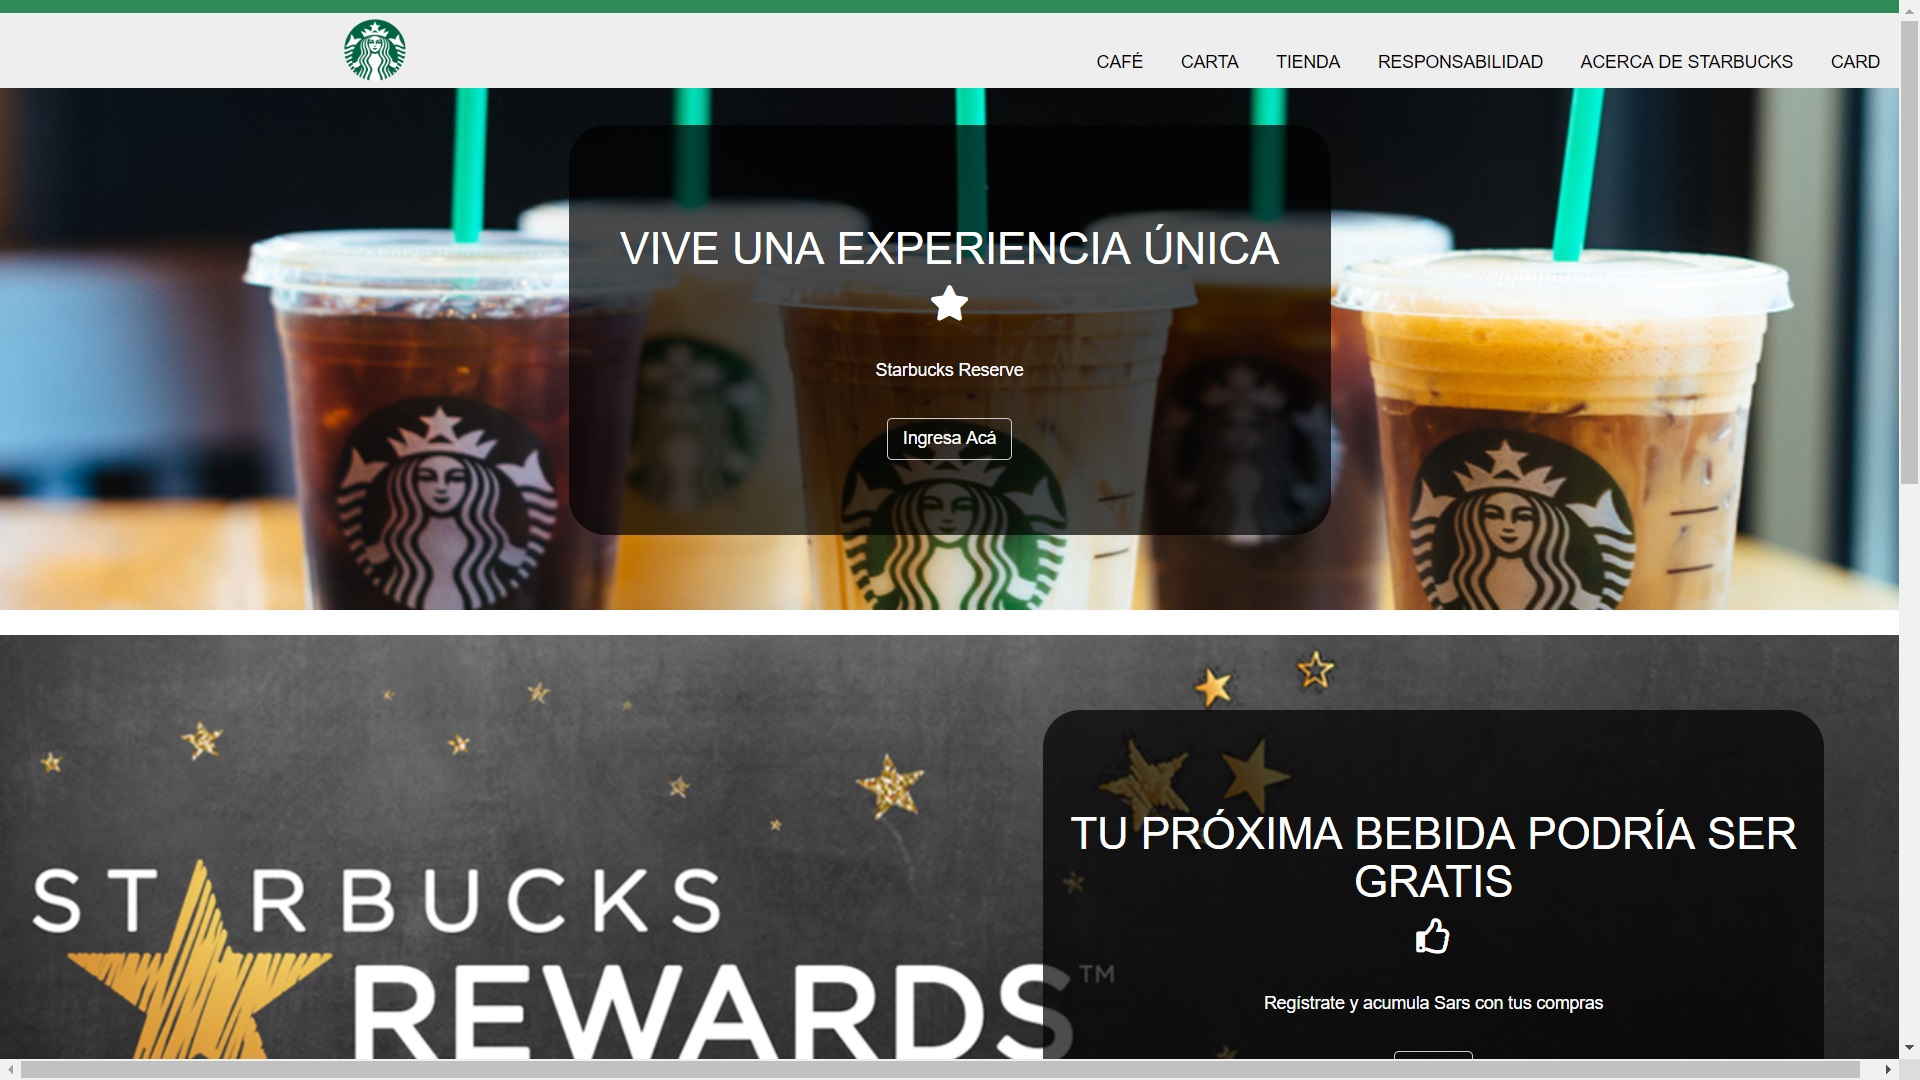 CAFÉ CARTA TIENDA RESPONSABILIDAD ACERCA DE STARBUCKS CARD
VIVE UNA EXPERIENCIA ÚNICA
Starbucks Reserve
Ingresa Acá
STARBUCKS
REWARDS™
TU PRÓXIMA BEBIDA PODRÍA SER
GRATIS
Regístrate y acumula Sars con tus compras